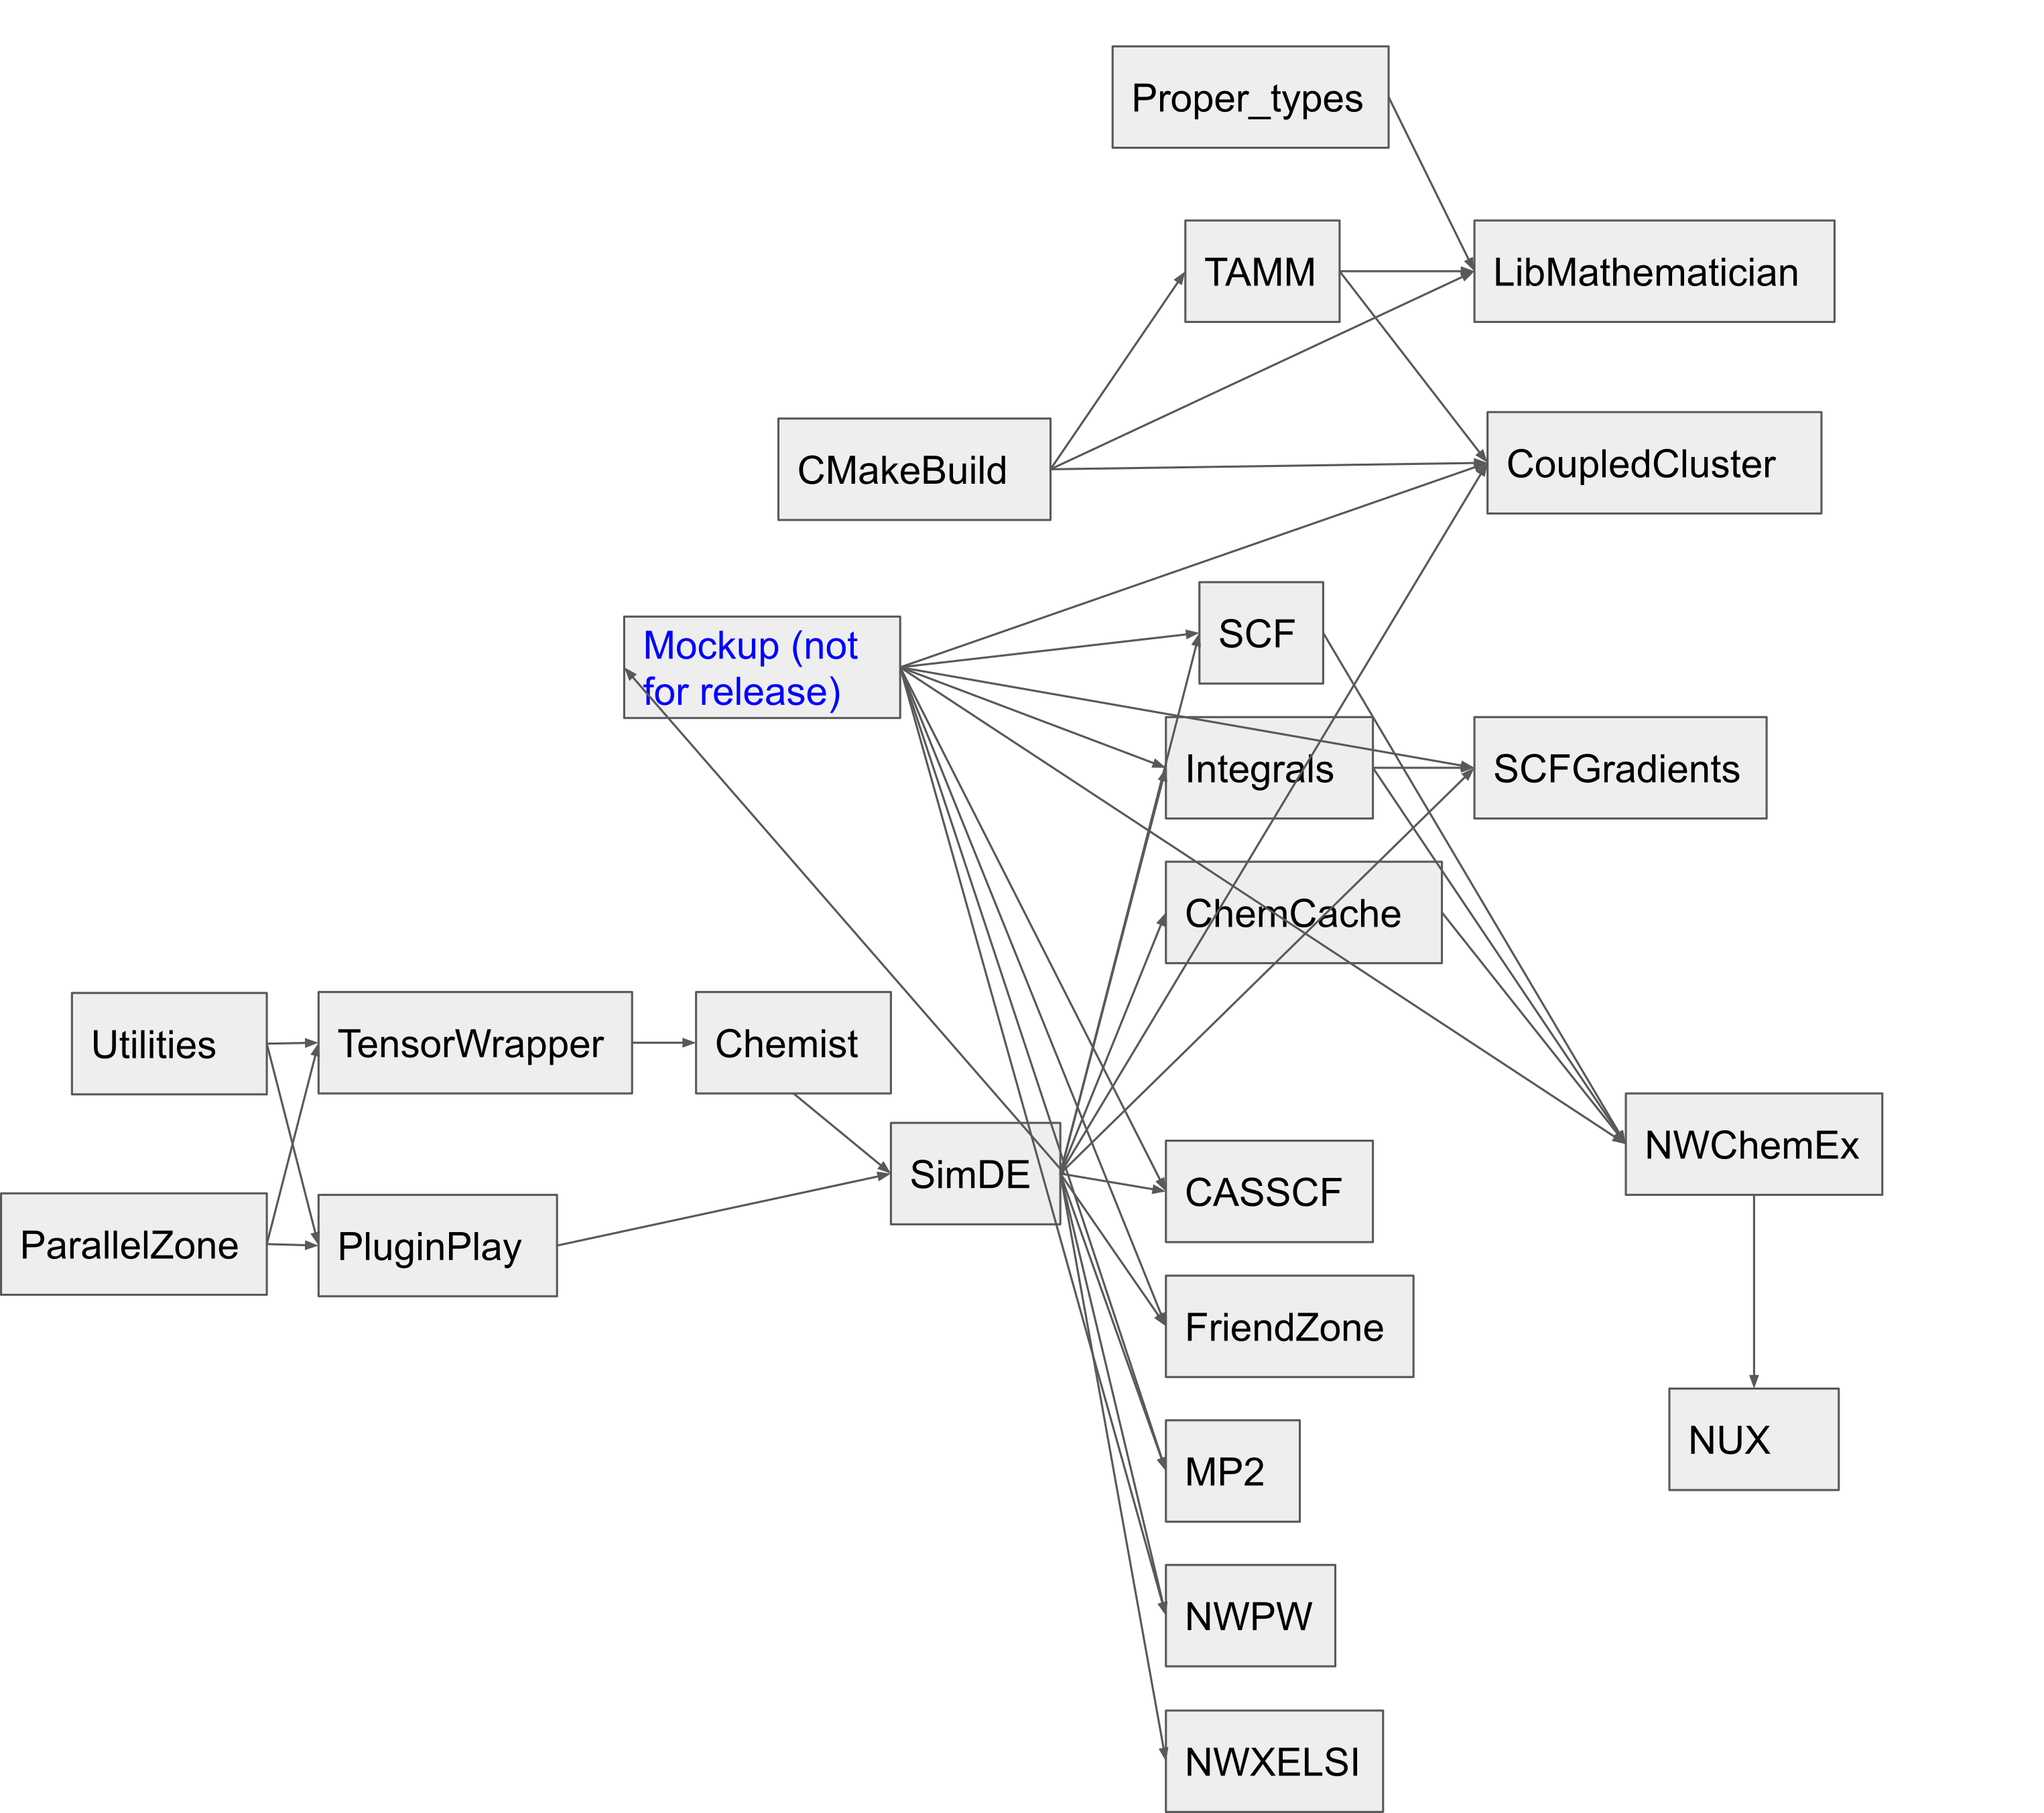 Proper_types
TAMM
LibMathematician
CMakeBuild
CoupledCluster
Mockup (not
for release)
SCF
Integrals
SCFGradients
ChemCache
Utilities
TensorWrapper
Chemist
NWChemEx
SimDE
CASSCF
ParallelZone
PluginPlay
FriendZone
NUX
MP2
NWPW
NWXELSI